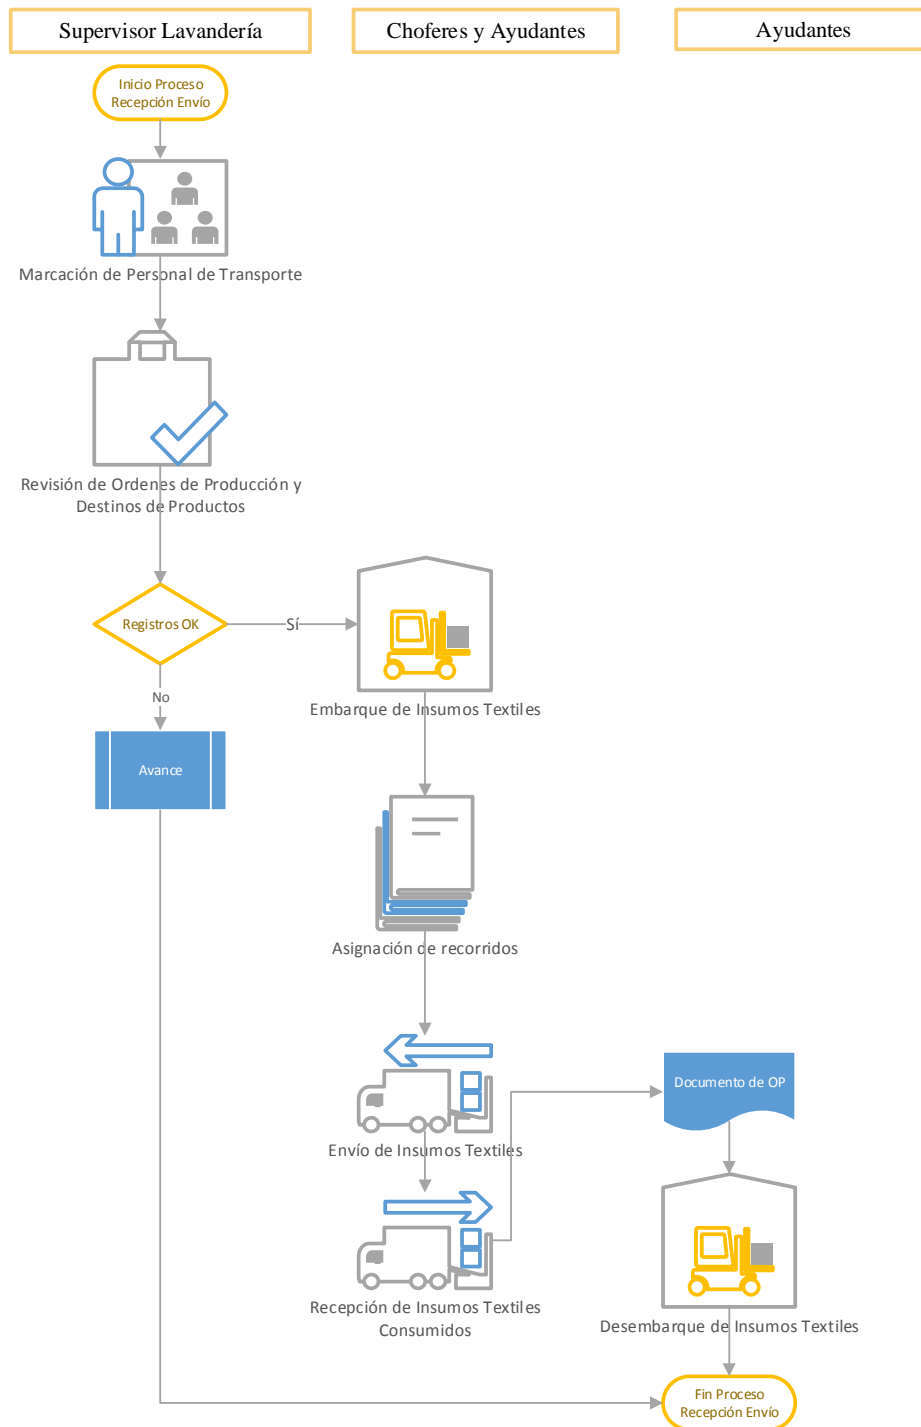 Supervisor Lavandería
Choferes y Ayudantes
Ayudantes
Inicio Proceso
Recepción Envío
Marcación de Personal de Transporte
Revisión de Ordenes de Producción y
Destinos de Productos
Registros OK
Sí
Embarque de Insumos Textiles
No
Avance
Asignación de recorridos
Envío de Insumos Textiles
Documento de OP
Recepción de Insumos Textiles
Consumidos
Desembarque de Insumos Textiles
Fin Proceso
Recepción Envío